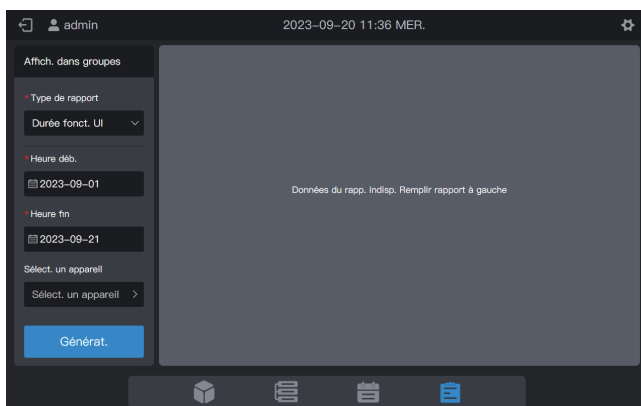 admin
2023-09-20 11:36 MER.
Affich. dans groupes
*Type de rapport
Durée fonct. UI
*Heure déb.
2023-09-01
*Heure fin
2023-09-21
Sélect. un appareil
Sélect. un appareil
Générat.
Données du rapp. indisp. Remplir rapport à gauche